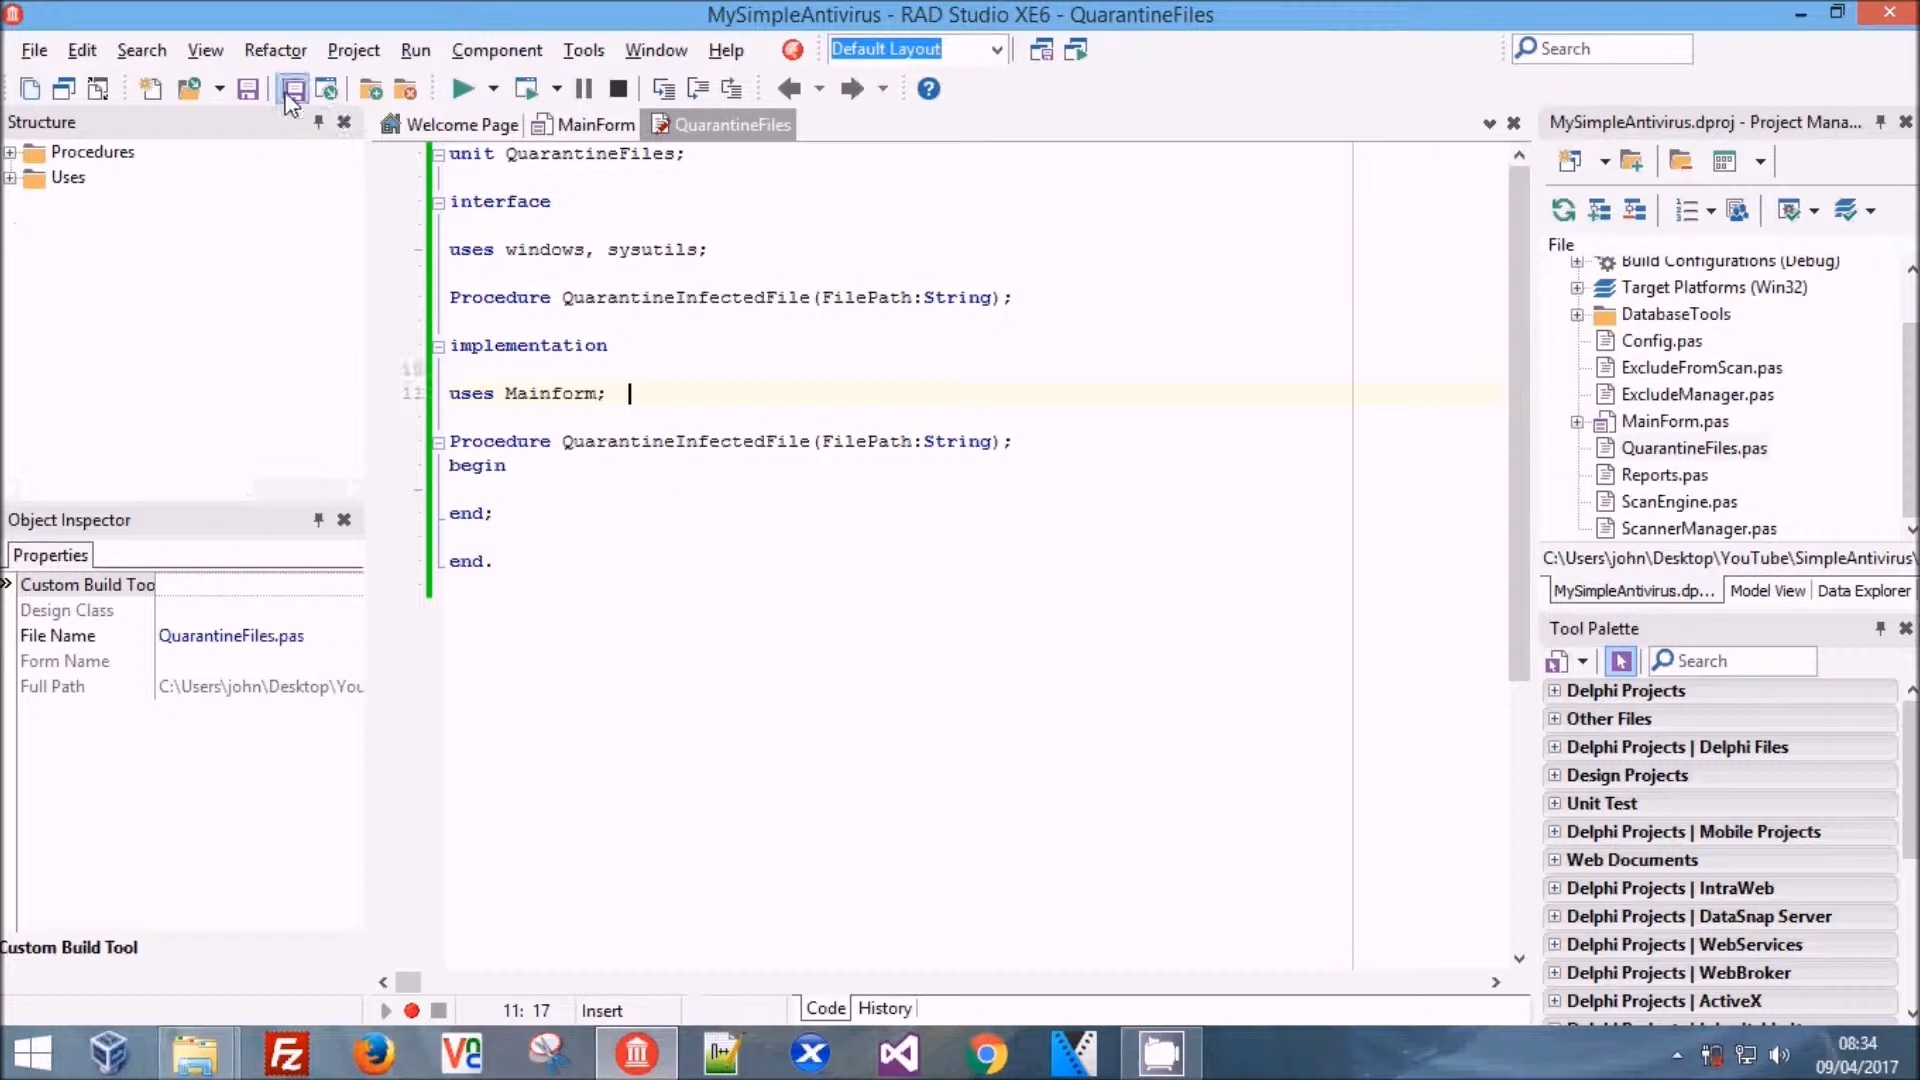 MySimpleAntivirus - RAD Studio XE6 - QuarantineFiles
File Edit Search View Refactor Project Run Component Tools Window Help Default Layout Search
Structure
Welcome Page MainForm QuarantineFiles
MySimpleAntivirus.dproj - Project Mana...
Procedures
Uses
unit QuarantineFiles;
interface
uses windows, sysutils;
Procedure QuarantineInfectedFile(FilePath:String);
implementation
uses Mainform;
Procedure QuarantineInfectedFile(FilePath:String);
begin
end;
end.
File
Build Configurations (Debug)
Target Platforms (Win32)
DatabaseTools
Config.pas
ExcludeFromScan.pas
ExcludeManager.pas
MainForm.pas
QuarantineFiles.pas
Reports.pas
ScanEngine.pas
ScannerManager.pas
C:\Users\john\Desktop\YouTube\SimpleAntivirus\
MySimpleAntivirus.dp... Model View Data Explorer
Object Inspector
Properties
Custom Build Too
Design Class
File Name QuarantineFiles.pas
Form Name
Full Path C:\Users\john\Desktop\You
Custom Build Tool
Tool Palette
Search
Delphi Projects
Other Files
Delphi Projects | Delphi Files
Design Projects
Unit Test
Delphi Projects | Mobile Projects
Web Documents
Delphi Projects | IntraWeb
Delphi Projects | DataSnap Server
Delphi Projects | WebServices
Delphi Projects | WebBroker
Delphi Projects | ActiveX
11: 17 Insert Code History
08:34
09/04/2017